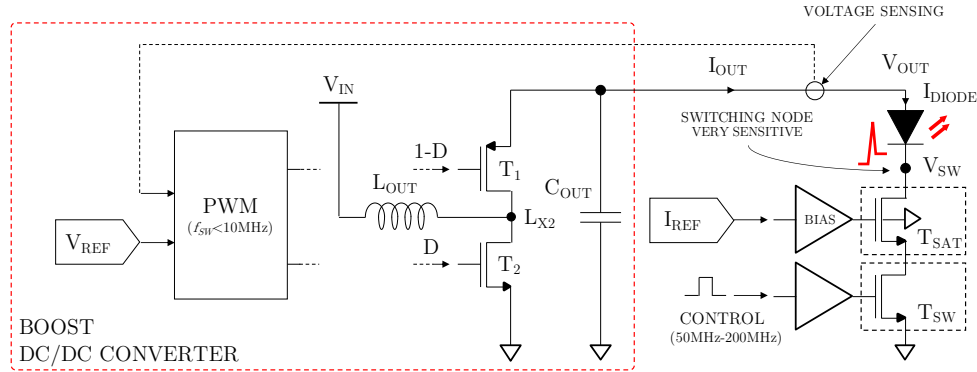 VOLTAGE SENSING
V_OUT
I_OUT
I_DIODE
V_IN
SWITCHING NODE
VERY SENSITIVE
1-D
T_1
L_OUT
C_OUT
V_SW
PWM
(f_SW<10MHz)
L_X2
I_REF
BIAS
V_REF
D
T_SAT
T_2
CONTROL
(50MHz-200MHz)
T_SW
BOOST
DC/DC CONVERTER